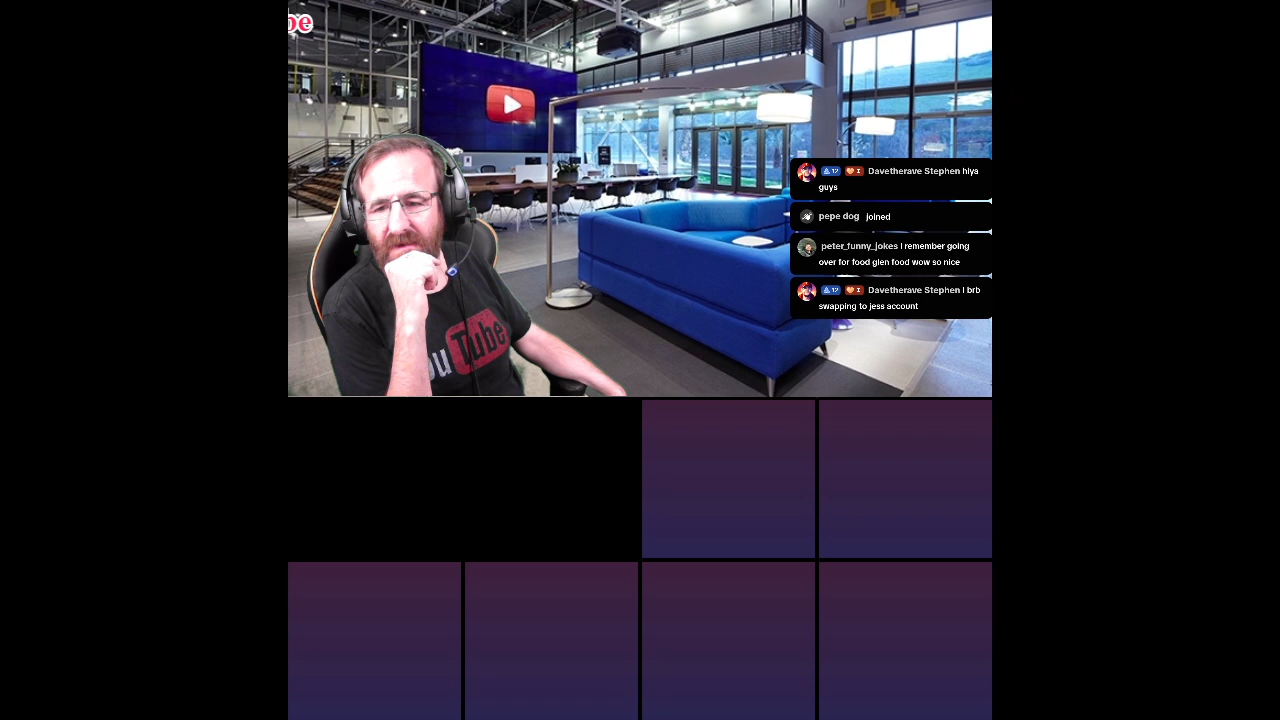 be
Davetherave Stephen hiya
guys
pepe dog joined
peter_funny_jokes I remember going
over for food glen food wow so nice
Davetherave Stephen I brb
swapping to jess account
ouTube